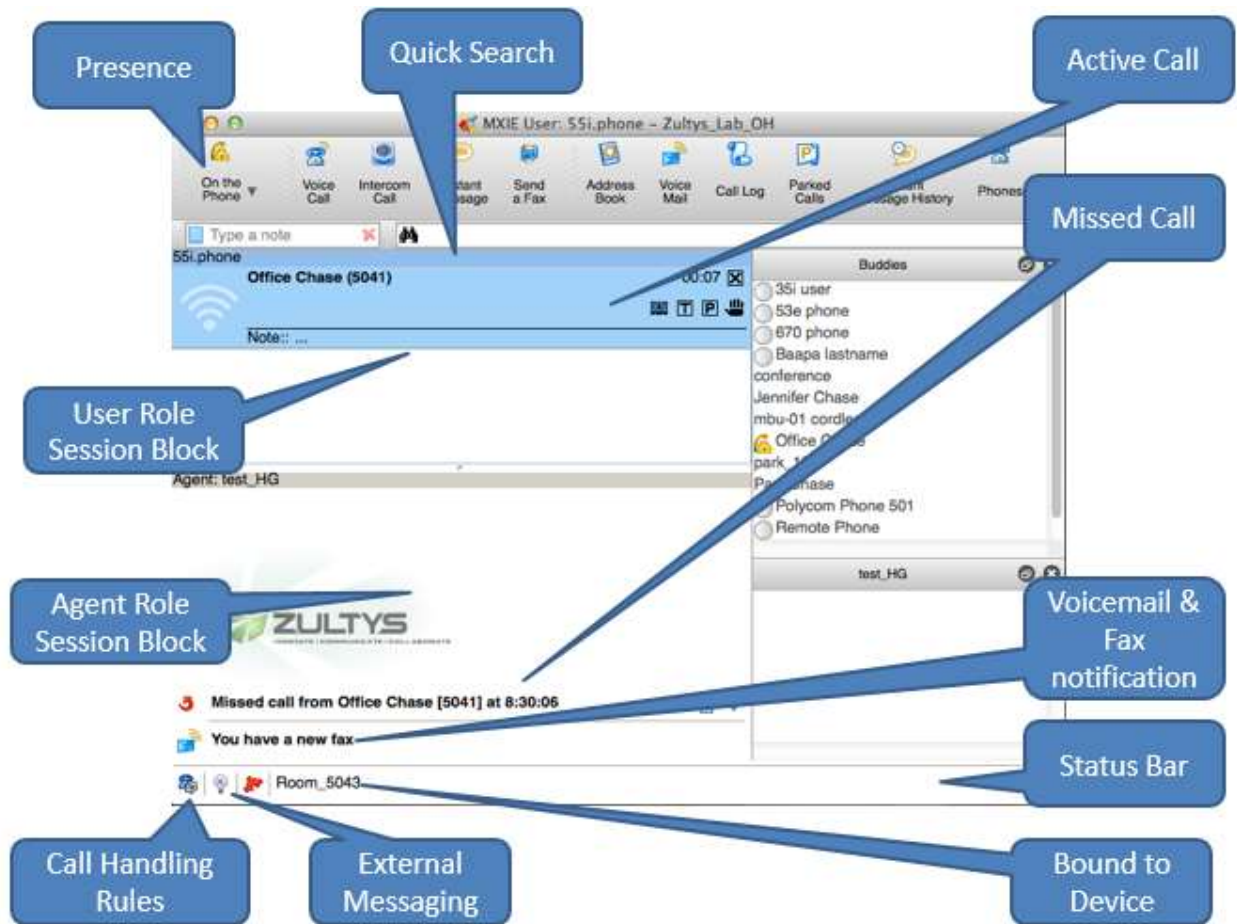 Presence
Quick Search
Active Call
MXIE User: 55i.phone – Zultys_Lab_OH
On the Phone
Voice Call
Intercom Call
Send a Fax
Address Book
Voice Mail
Call Log
Parked Calls
History
Phones
Missed Call
Type a note
55i.phone
Office Chase (5041)
00:07
T P
Note:: ...
Buddies
35i user
53e phone
670 phone
Baapa lastname
conference
Jennifer Chase
mbu-01
Office
Polycom Phone 501
Remote Phone
User Role
Session Block
Agent: test_HG
test_HG
Agent Role
Session Block
ZULTYS
Voicemail &
Fax
notification
Missed call from Office Chase [5041] at 8:30:06
You have a new fax
Room_5043
Status Bar
Call Handling
Rules
External
Messaging
Bound to
Device